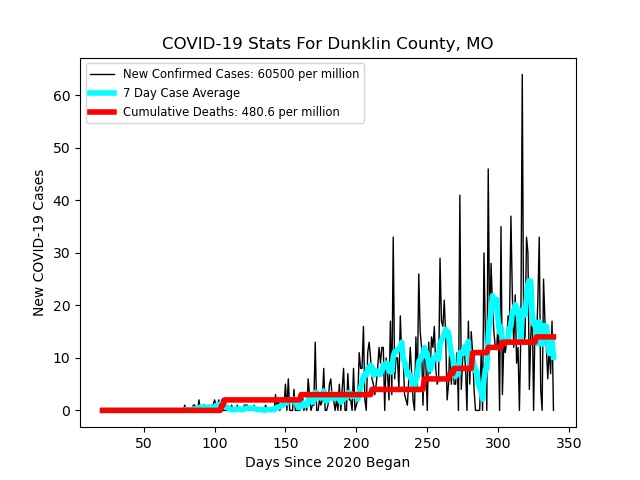 COVID-19 Stats For Dunklin County, MO
New Confirmed Cases: 60500 per million
7 Day Case Average
Cumulative Deaths: 480.6 per million
New COVID-19 Cases
60
50
40
30
20
10
0
50
100
150
200
250
300
350
Days Since 2020 Began